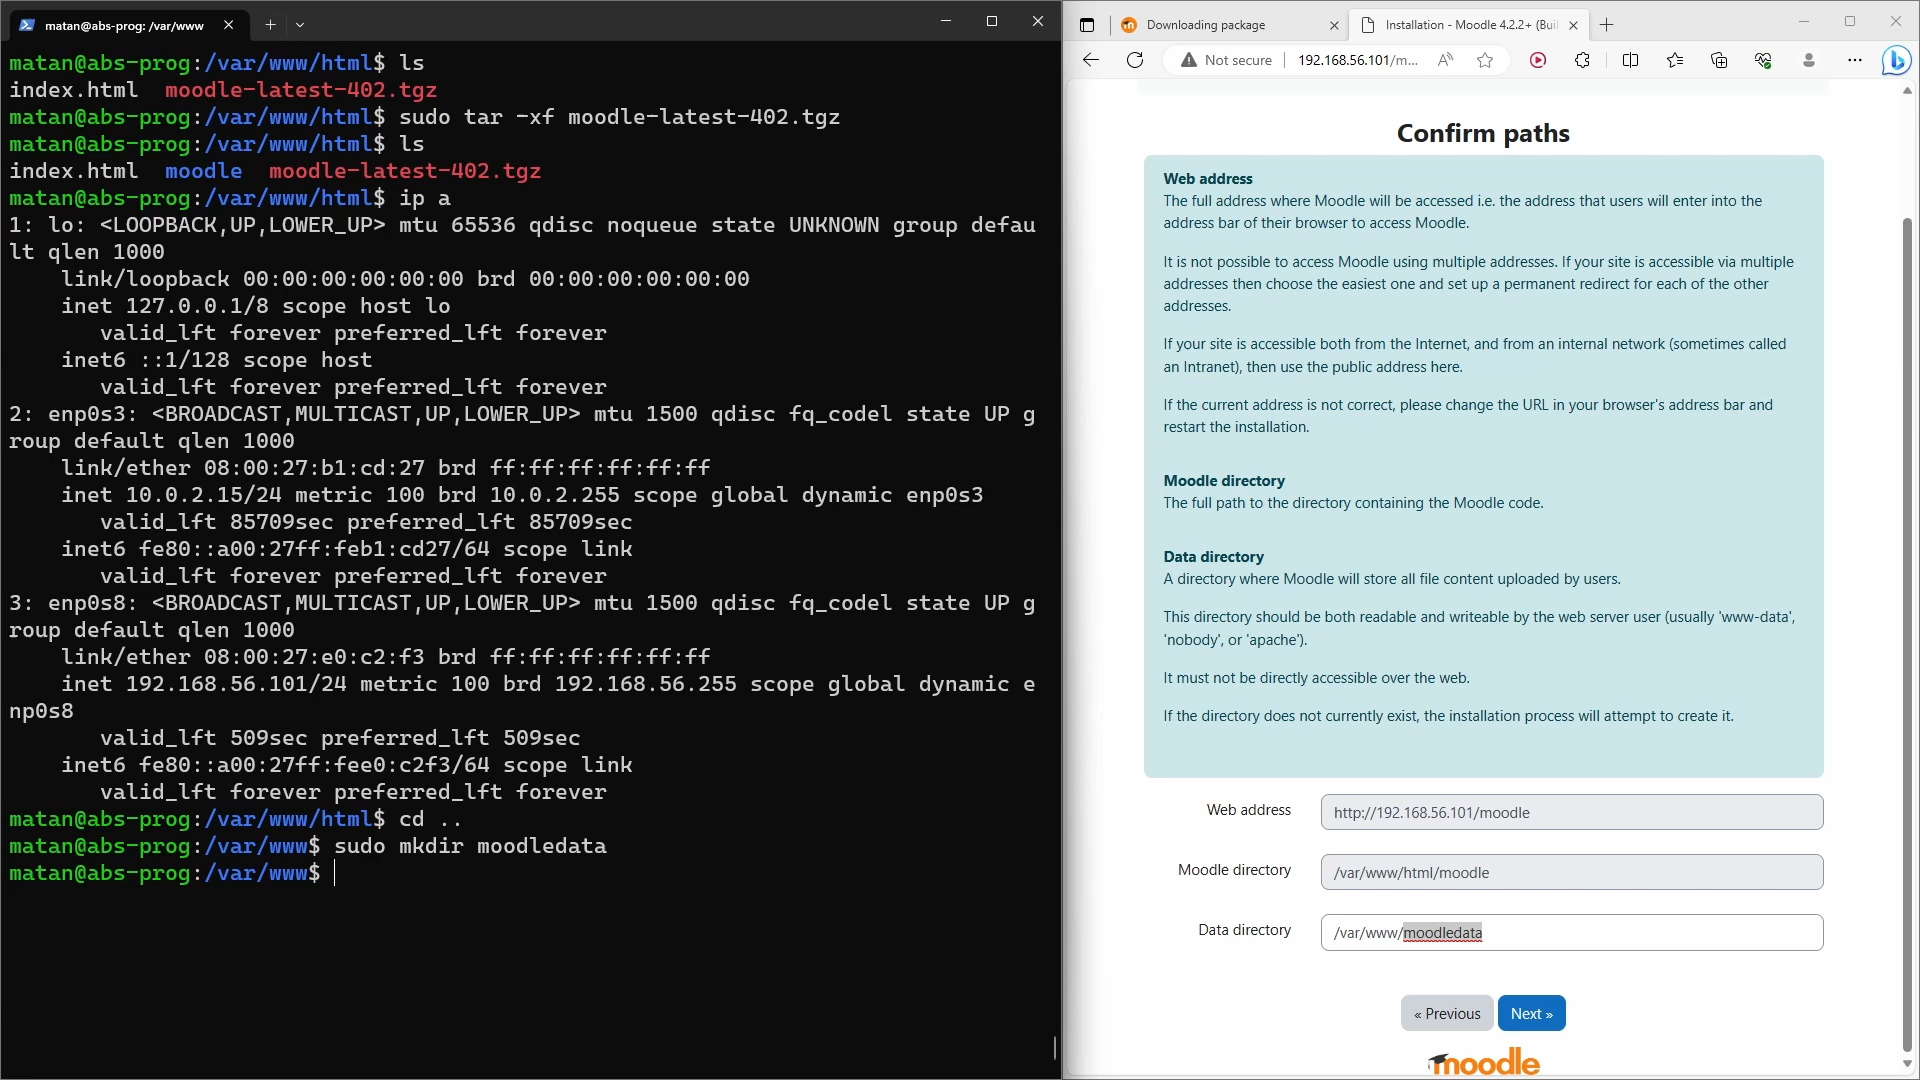 matan@abs-prog: /var/www
matan@abs-prog:/var/www/html$ ls
index.html  moodle-latest-402.tgz
matan@abs-prog:/var/www/html$ sudo tar -xf moodle-latest-402.tgz
matan@abs-prog:/var/www/html$ ls
index.html  moodle  moodle-latest-402.tgz
matan@abs-prog:/var/www/html$ ip a
1: lo: <LOOPBACK,UP,LOWER_UP> mtu 65536 qdisc noqueue state UNKNOWN group defau
lt qlen 1000
    link/loopback 00:00:00:00:00:00 brd 00:00:00:00:00:00
    inet 127.0.0.1/8 scope host lo
       valid_lft forever preferred_lft forever
    inet6 ::1/128 scope host
       valid_lft forever preferred_lft forever
2: enp0s3: <BROADCAST,MULTICAST,UP,LOWER_UP> mtu 1500 qdisc fq_codel state UP g
roup default qlen 1000
    link/ether 08:00:27:b1:cd:27 brd ff:ff:ff:ff:ff:ff
    inet 10.0.2.15/24 metric 100 brd 10.0.2.255 scope global dynamic enp0s3
       valid_lft 85709sec preferred_lft 85709sec
    inet6 fe80::a00:27ff:feb1:cd27/64 scope link
       valid_lft forever preferred_lft forever
3: enp0s8: <BROADCAST,MULTICAST,UP,LOWER_UP> mtu 1500 qdisc fq_codel state UP g
roup default qlen 1000
    link/ether 08:00:27:e0:c2:f3 brd ff:ff:ff:ff:ff:ff
    inet 192.168.56.101/24 metric 100 brd 192.168.56.255 scope global dynamic e
np0s8
       valid_lft 509sec preferred_lft 509sec
    inet6 fe80::a00:27ff:fee0:c2f3/64 scope link
       valid_lft forever preferred_lft forever
matan@abs-prog:/var/www/html$ cd ..
matan@abs-prog:/var/www$ sudo mkdir moodledata
matan@abs-prog:/var/www$
Downloading package
Installation - Moodle 4.2.2+ (Bui
Not secure
192.168.56.101/m...
Confirm paths
Web address
The full address where Moodle will be accessed i.e. the address that users will enter into the
address bar of their browser to access Moodle.
It is not possible to access Moodle using multiple addresses. If your site is accessible via multiple
addresses then choose the easiest one and set up a permanent redirect for each of the other
addresses.
If your site is accessible both from the Internet, and from an internal network (sometimes called
an Intranet), then use the public address here.
If the current address is not correct, please change the URL in your browser's address bar and
restart the installation.
Moodle directory
The full path to the directory containing the Moodle code.
Data directory
A directory where Moodle will store all file content uploaded by users.
This directory should be both readable and writeable by the web server user (usually 'www-data',
'nobody', or 'apache').
It must not be directly accessible over the web.
If the directory does not currently exist, the installation process will attempt to create it.
Web address
http://192.168.56.101/moodle
Moodle directory
/var/www/html/moodle
Data directory
/var/www/moodledata
« Previous
Next »
moodle